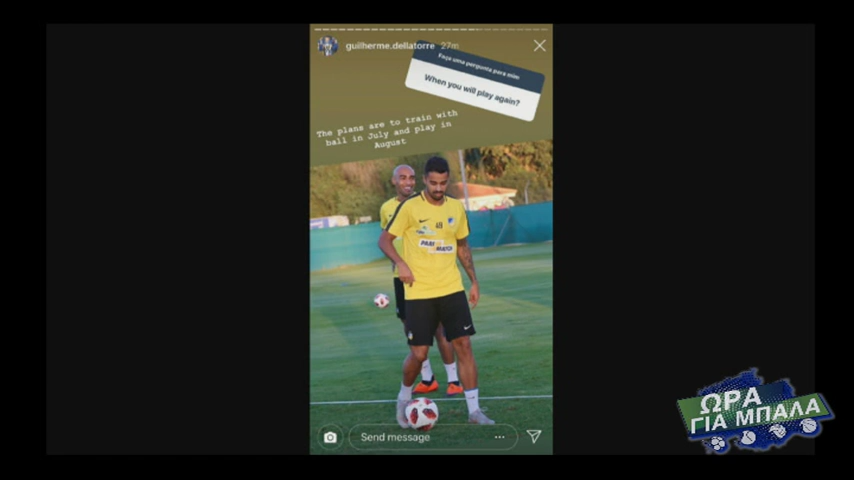 guilherme.dellatorre 27m
Faça uma pergunta para mim
When you will play again?
The plans are to train with
ball in July and play in
August
PARI MATCH
Send message
ΩΡΑ
ΓΙΑ ΜΠΑΛΑ